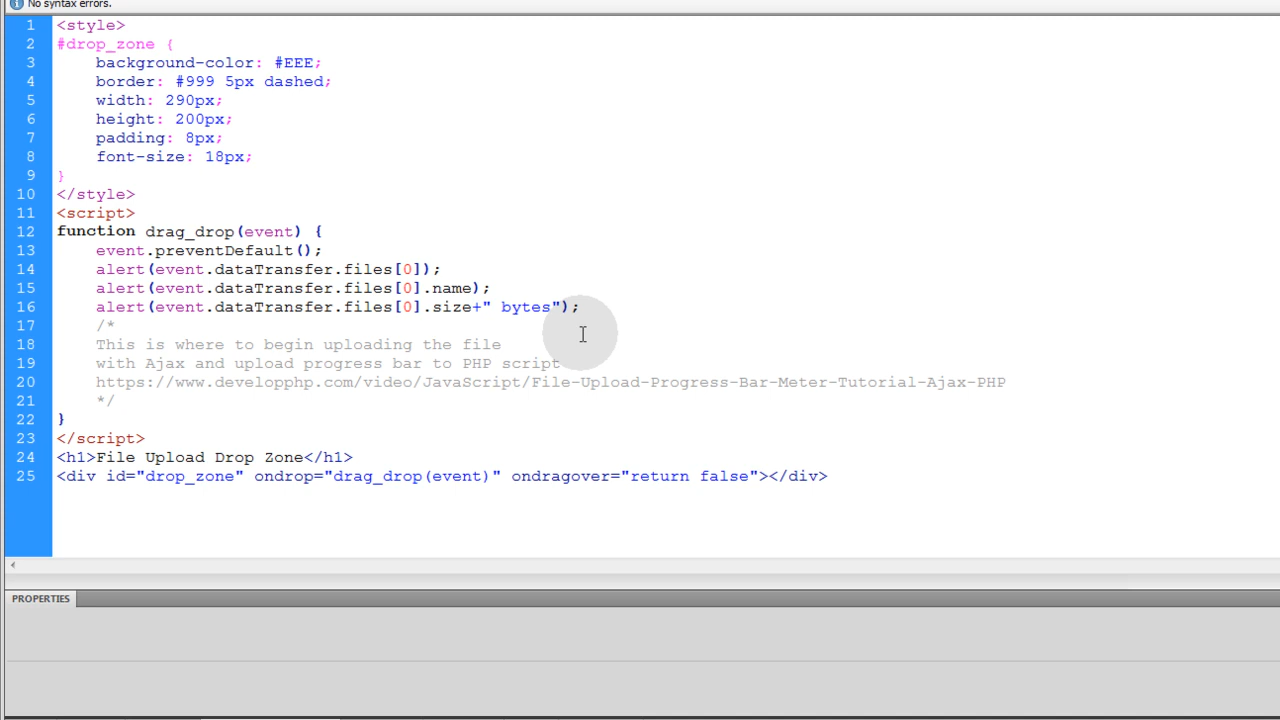 No syntax errors.
1 <style>
2 #drop_zone {
3     background-color: #EEE;
4     border: #999 5px dashed;
5     width: 290px;
6     height: 200px;
7     padding: 8px;
8     font-size: 18px;
9 }
10 </style>
11 <script>
12 function drag_drop(event) {
13     event.preventDefault();
14     alert(event.dataTransfer.files[0]);
15     alert(event.dataTransfer.files[0].name);
16     alert(event.dataTransfer.files[0].size+" bytes");
17     /*
18     This is where to begin uploading the file
19     with Ajax and upload progress bar to PHP script
20     https://www.developphp.com/video/JavaScript/File-Upload-Progress-Bar-Meter-Tutorial-Ajax-PHP
21     */
22 }
23 </script>
24 <h1>File Upload Drop Zone</h1>
25 <div id="drop_zone" ondrop="drag_drop(event)" ondragover="return false"></div>
PROPERTIES